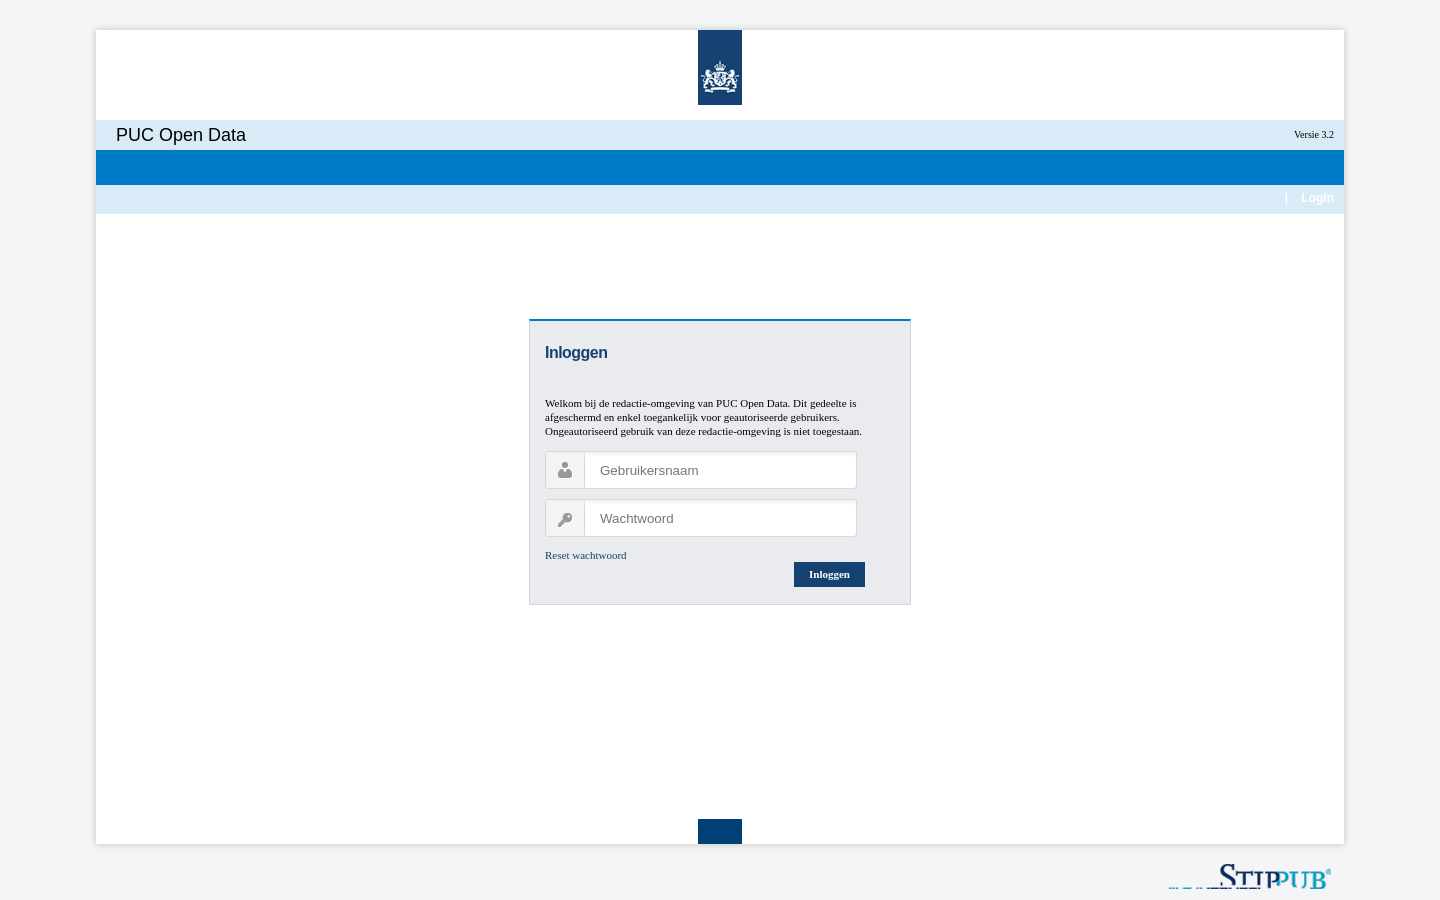 PUC Open Data
Versie 3.2
| Login
Inloggen
Welkom bij de redactie-omgeving van PUC Open Data. Dit gedeelte is
afgeschermd en enkel toegankelijk voor geautoriseerde gebruikers.
Ongeautoriseerd gebruik van deze redactie-omgeving is niet toegestaan.
Gebruikersnaam
Wachtwoord
Reset wachtwoord
Inloggen
STIPPUB®